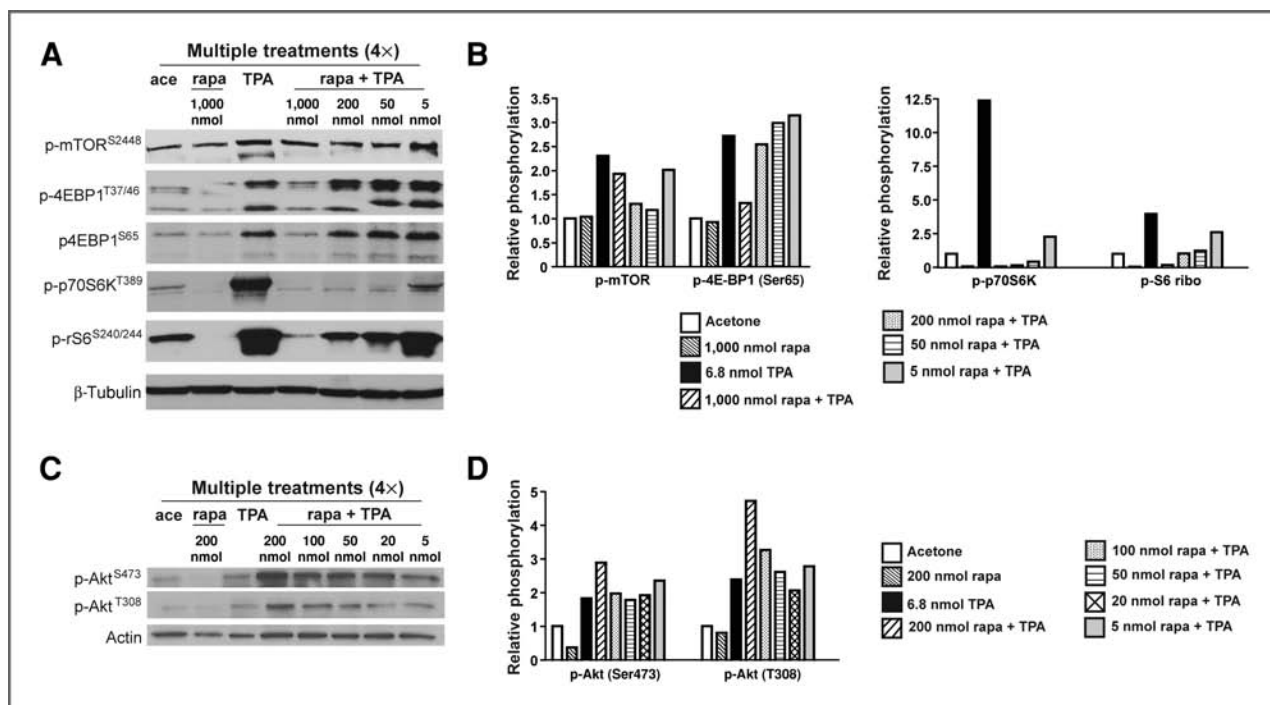 A
Multiple treatments (4×)
ace rapa TPA rapa + TPA
1,000 nmol 1,000 nmol 200 nmol 50 nmol 5 nmol
p-mTOR^S2448
p-4EBP1^T37/46
p4EBP1^S65
p-p70S6K^T389
p-rS6^S240/244
β-Tubulin
B
Relative phosphorylation
3.5
3.0
2.5
2.0
1.5
1.0
0.5
0
p-mTOR p-4E-BP1 (Ser65)
Relative phosphorylation
12.5
10.0
7.5
5.0
2.5
0
p-p70S6K p-S6 ribo
Acetone
1,000 nmol rapa
6.8 nmol TPA
1,000 nmol rapa + TPA
200 nmol rapa + TPA
50 nmol rapa + TPA
5 nmol rapa + TPA
C
Multiple treatments (4×)
ace rapa TPA rapa + TPA
200 nmol 200 nmol 100 nmol 50 nmol 20 nmol 5 nmol
p-Akt^S473
p-Akt^T308
Actin
D
Relative phosphorylation
5
4
3
2
1
0
p-Akt (Ser473) p-Akt (T308)
Acetone
200 nmol rapa
6.8 nmol TPA
200 nmol rapa + TPA
100 nmol rapa + TPA
50 nmol rapa + TPA
20 nmol rapa + TPA
5 nmol rapa + TPA